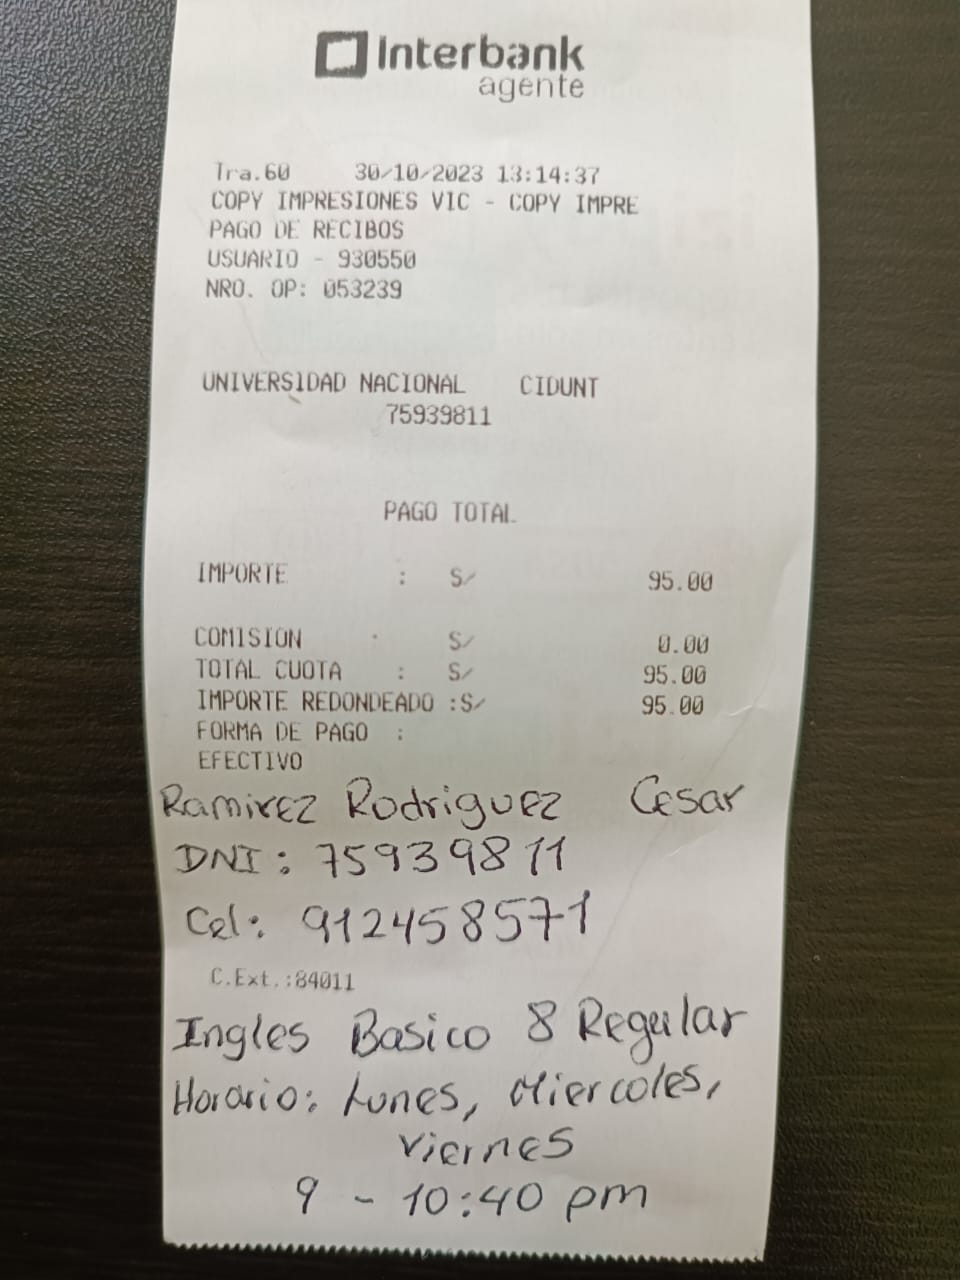 Interbank
agente
Tra.60 30/10/2023 13:14:37
COPY IMPRESIONES VIC - COPY IMPRE
PAGO DE RECIBOS
USUARIO - 930550
NRO. OP: 053239
UNIVERSIDAD NACIONAL CIDUNT
75939811
PAGO TOTAL
IMPORTE : S/ 95.00
COMISION : S/ 0.00
TOTAL CUOTA : S/ 95.00
IMPORTE REDONDEADO :S/ 95.00
FORMA DE PAGO :
EFECTIVO
Ramirez Rodriguez Cesar
DNI: 75939811
Cel: 912458571
C.Ext.:84011
Ingles Basico 8 Regular
Horario: Lunes, Miercoles,
Viernes
9 - 10:40 pm